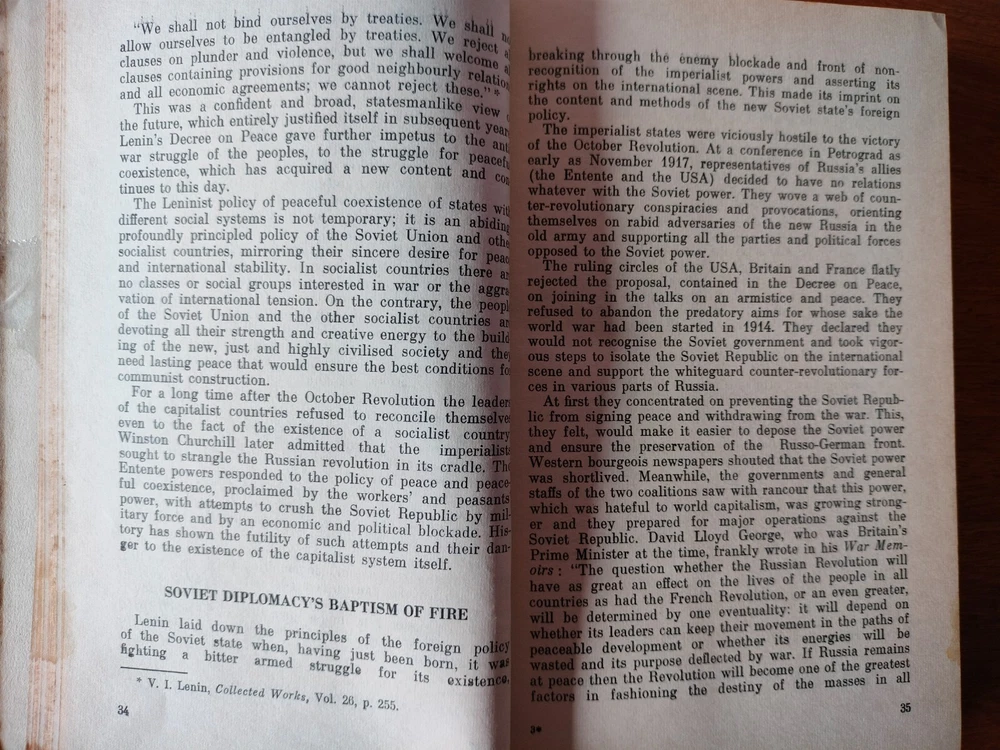 "We shall not bind ourselves by treaties. We shall
allow ourselves to be entangled by treaties. We reject
clauses on plunder and violence, but we shall welcome
clauses containing provisions for good neighbourly relation
and all economic agreements; we cannot reject these."*
This was a confident and broad, statesmanlike view
the future, which entirely justified itself in subsequent year
Lenin's Decree on Peace gave further impetus to the ant
war struggle of the peoples, to the struggle for peacef
coexistence, which has acquired a new content and con
tinues to this day.
The Leninist policy of peaceful coexistence of states wit
different social systems is not temporary; it is an abiding
profoundly principled policy of the Soviet Union and othe
socialist countries, mirroring their sincere desire for peac
and international stability. In socialist countries there a
no classes or social groups interested in war or the aggra
vation of international tension. On the contrary, the peopl
of the Soviet Union and the other socialist countries ar
devoting all their strength and creative energy to the build
ing of the new, just and highly civilised society and the
need lasting peace that would ensure the best conditions fo
communist construction.
For a long time after the October Revolution the leader
of the capitalist countries refused to reconcile themselve
even to the fact of the existence of a socialist country
Winston Churchill later admitted that the imperialist
sought to strangle the Russian revolution in its cradle. The
Entente powers responded to the policy of peace and peace-
ful coexistence, proclaimed by the workers' and peasants
power, with attempts to crush the Soviet Republic by mil-
itary force and by an economic and political blockade. His-
tory has shown the futility of such attempts and their dan-
ger to the existence of the capitalist system itself.
SOVIET DIPLOMACY'S BAPTISM OF FIRE
Lenin laid down the principles of the foreign policy
of the Soviet state when, having just been born, it was
fighting a bitter armed struggle for its existence,
* V. I. Lenin, Collected Works, Vol. 26, p. 255.
34
breaking through the enemy blockade and front of non-
recognition of the imperialist powers and asserting its
rights on the international scene. This made its imprint on
the content and methods of the new Soviet state's foreign
policy.
The imperialist states were viciously hostile to the victory
of the October Revolution. At a conference in Petrograd as
early as November 1917, representatives of Russia's allies
(the Entente and the USA) decided to have no relations
whatever with the Soviet power. They wove a web of coun-
ter-revolutionary conspiracies and provocations, orienting
themselves on rabid adversaries of the new Russia in the
old army and supporting all the parties and political forces
opposed to the Soviet power.
The ruling circles of the USA, Britain and France flatly
rejected the proposal, contained in the Decree on Peace,
on joining in the talks on an armistice and peace. They
refused to abandon the predatory aims for whose sake the
world war had been started in 1914. They declared they
would not recognise the Soviet government and took vigor-
ous steps to isolate the Soviet Republic on the international
scene and support the whiteguard counter-revolutionary for-
ces in various parts of Russia.
At first they concentrated on preventing the Soviet Repub-
lic from signing peace and withdrawing from the war. This,
they felt, would make it easier to depose the Soviet power
and ensure the preservation of the Russo-German front.
Western bourgeois newspapers shouted that the Soviet power
was shortlived. Meanwhile, the governments and general
staffs of the two coalitions saw with rancour that this power,
which was hateful to world capitalism, was growing strong-
er and they prepared for major operations against the
Soviet Republic. David Lloyd George, who was Britain's
Prime Minister at the time, frankly wrote in his War Mem-
oirs: "The question whether the Russian Revolution will
have as great an effect on the lives of the people in all
countries as had the French Revolution, or an even greater,
will be determined by one eventuality: it will depend on
whether its leaders can keep their movement in the paths of
peaceable development or whether its energies will be
wasted and its purpose deflected by war. If Russia remains
at peace then the Revolution will become one of the greatest
factors in fashioning the destiny of the masses in all
3*
35